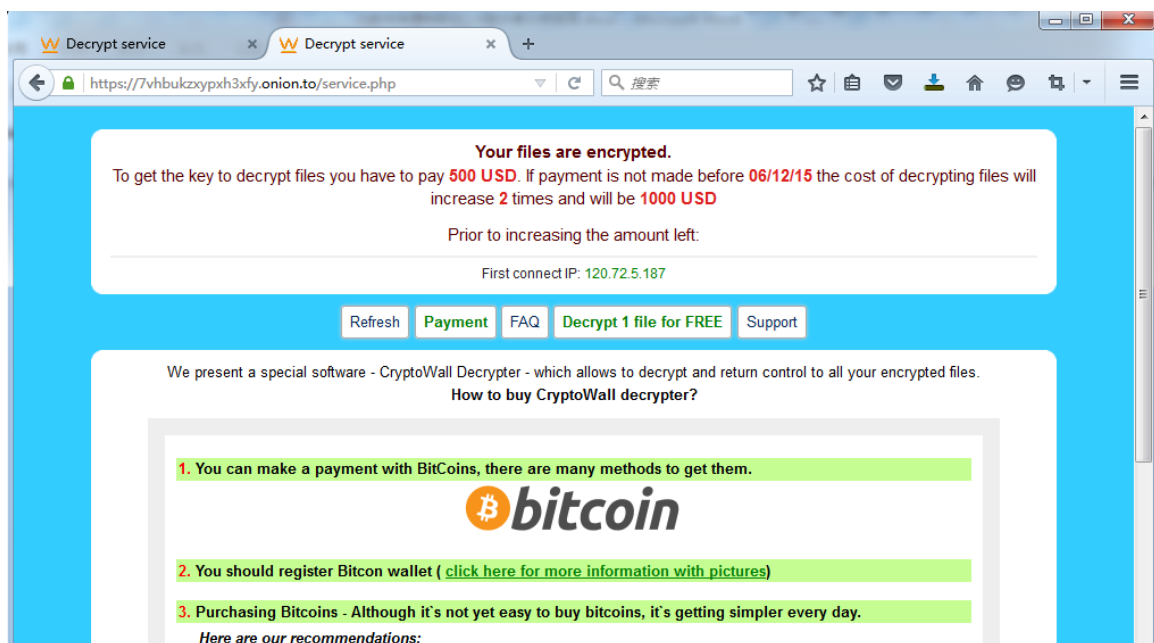 Decrypt service
Decrypt service
https://7vhbukzxypxh3xfy.onion.to/service.php
搜索
Your files are encrypted.
To get the key to decrypt files you have to pay 500 USD. If payment is not made before 06/12/15 the cost of decrypting files will
increase 2 times and will be 1000 USD
Prior to increasing the amount left:
First connect IP: 120.72.5.187
Refresh Payment FAQ Decrypt 1 file for FREE Support
We present a special software - CryptoWall Decrypter - which allows to decrypt and return control to all your encrypted files.
How to buy CryptoWall decrypter?
1. You can make a payment with BitCoins, there are many methods to get them.
bitcoin
2. You should register Bitcon wallet ( click here for more information with pictures)
3. Purchasing Bitcoins - Although it`s not yet easy to buy bitcoins, it`s getting simpler every day.
Here are our recommendations: